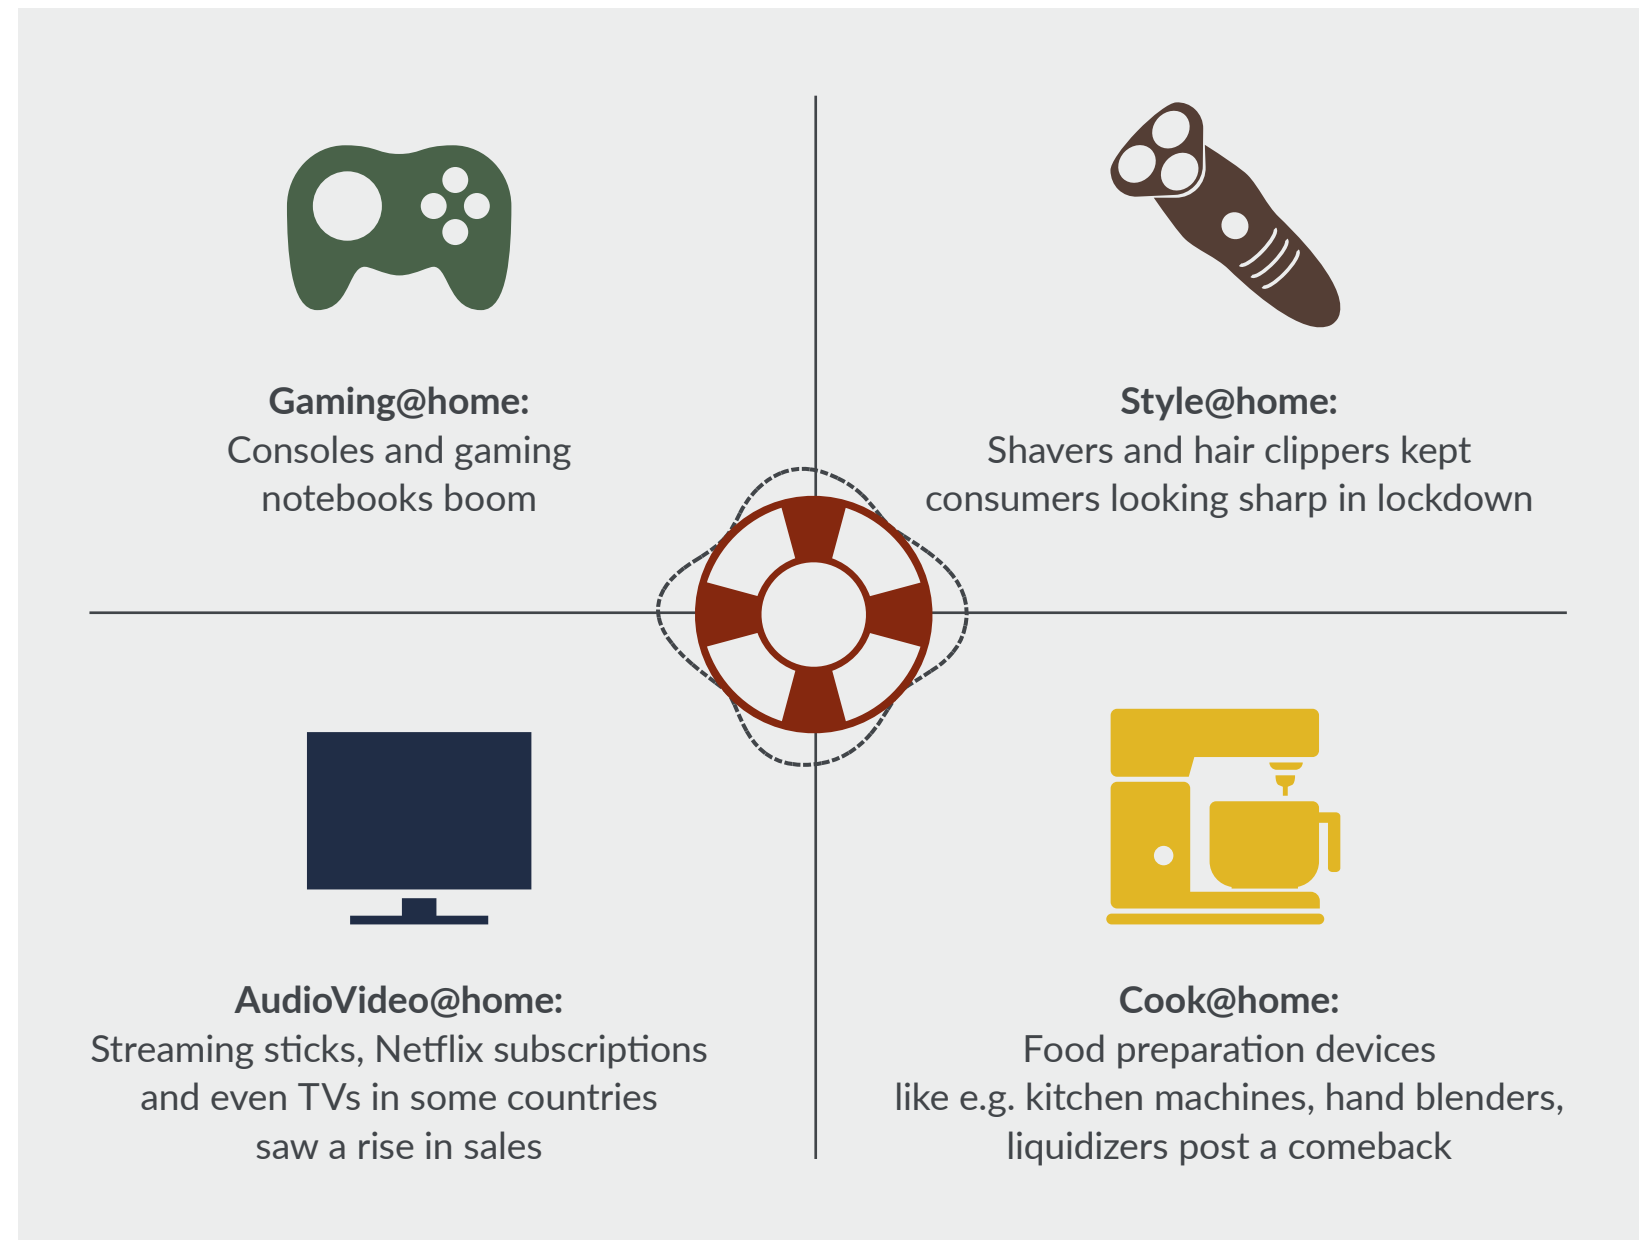 Gaming@home:
Consoles and gaming
notebooks boom
Style@home:
Shavers and hair clippers kept
consumers looking sharp in lockdown
AudioVideo@home:
Streaming sticks, Netflix subscriptions
and even TVs in some countries
saw a rise in sales
Cook@home:
Food preparation devices
like e.g. kitchen machines, hand blenders,
liquidizers post a comeback